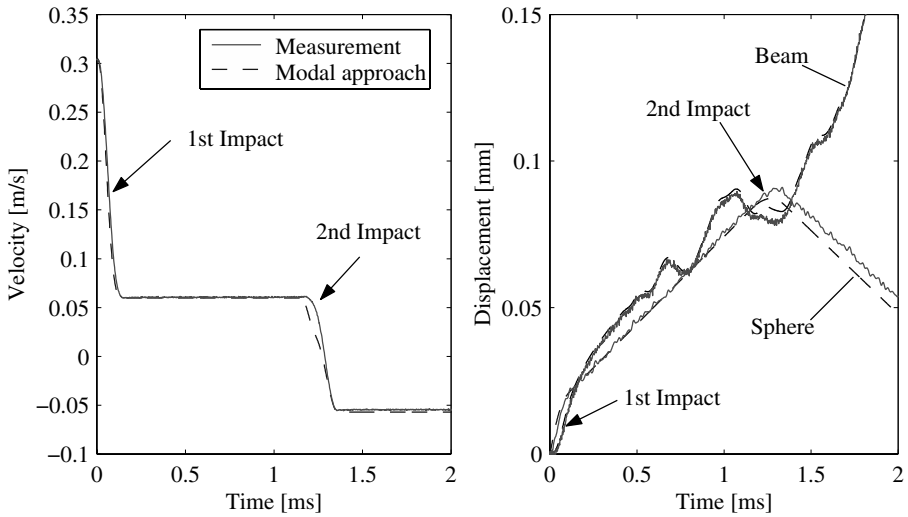 0.35
0.3
0.25
0.2
0.15
0.1
0.05
0
−0.05
−0.1
Velocity [m/s]
Measurement
Modal approach
1st Impact
2nd Impact
0
0.5
1
1.5
2
Time [ms]
0.15
0.1
0.05
0
Displacement [mm]
Beam
2nd Impact
Sphere
1st Impact
0
0.5
1
1.5
2
Time [ms]